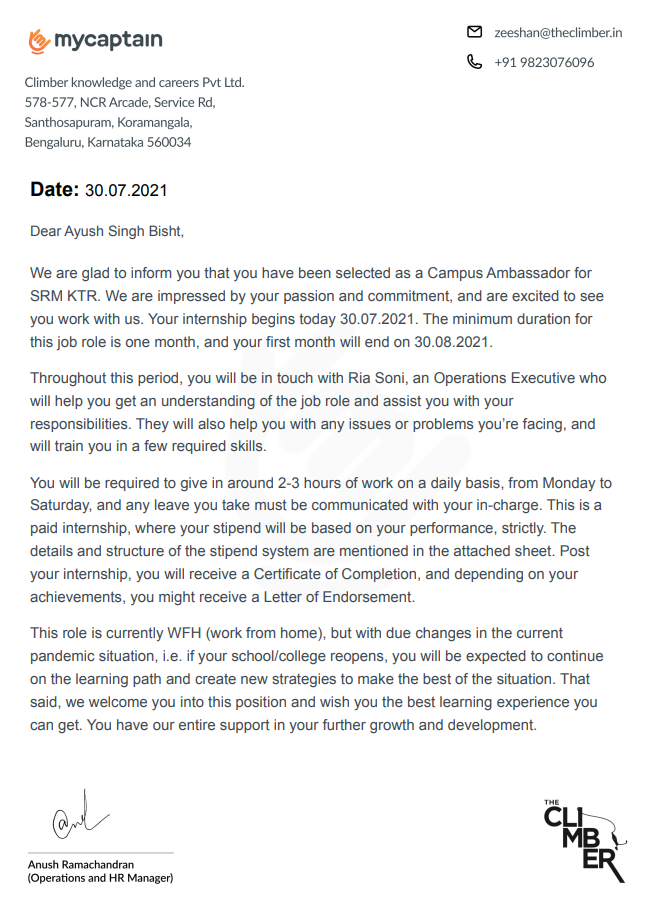 mycaptain
zeeshan@theclimber.in
+91 9823076096
Climber knowledge and careers Pvt Ltd.
578-577, NCR Arcade, Service Rd,
Santhosapuram, Koramangala,
Bengaluru, Karnataka 560034
Date: 30.07.2021
Dear Ayush Singh Bisht,
We are glad to inform you that you have been selected as a Campus Ambassador for
SRM KTR. We are impressed by your passion and commitment, and are excited to see
you work with us. Your internship begins today 30.07.2021. The minimum duration for
this job role is one month, and your first month will end on 30.08.2021.
Throughout this period, you will be in touch with Ria Soni, an Operations Executive who
will help you get an understanding of the job role and assist you with your
responsibilities. They will also help you with any issues or problems you’re facing, and
will train you in a few required skills.
You will be required to give in around 2-3 hours of work on a daily basis, from Monday to
Saturday, and any leave you take must be communicated with your in-charge. This is a
paid internship, where your stipend will be based on your performance, strictly. The
details and structure of the stipend system are mentioned in the attached sheet. Post
your internship, you will receive a Certificate of Completion, and depending on your
achievements, you might receive a Letter of Endorsement.
This role is currently WFH (work from home), but with due changes in the current
pandemic situation, i.e. if your school/college reopens, you will be expected to continue
on the learning path and create new strategies to make the best of the situation. That
said, we welcome you into this position and wish you the best learning experience you
can get. You have our entire support in your further growth and development.
Anush Ramachandran
(Operations and HR Manager)
THE
CLI
MB
ER